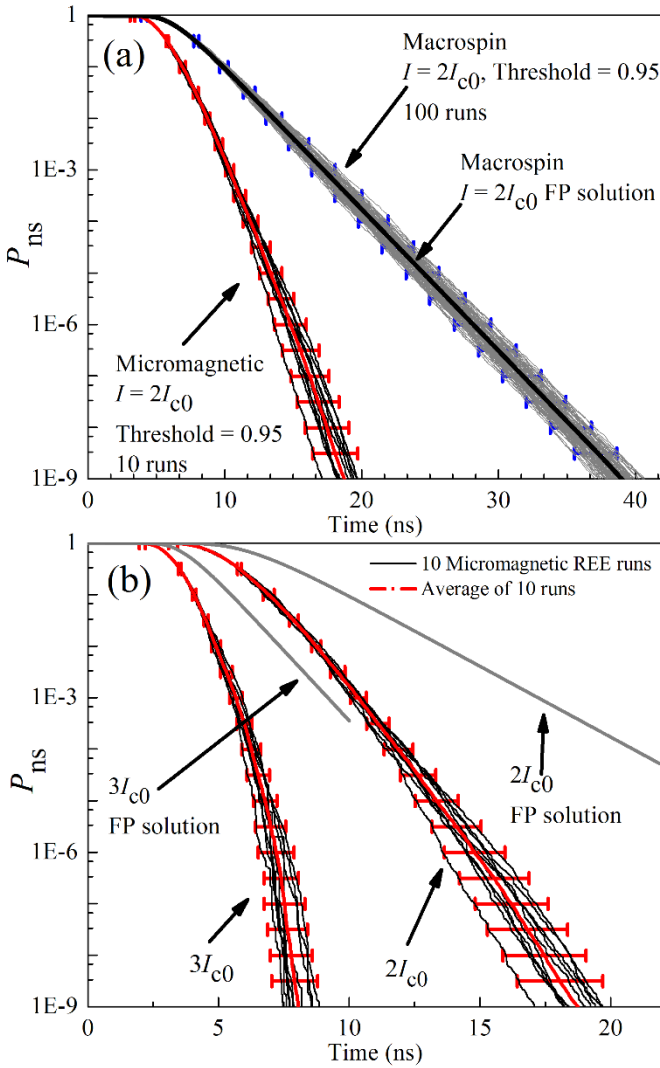 (a)
Macrospin
I = 2Ic0, Threshold = 0.95
100 runs
Macrospin
I = 2Ic0 FP solution
Micromagnetic
I = 2Ic0
Threshold = 0.95
10 runs
Pns
1
1E-3
1E-6
1E-9
0 10 20 30 40
Time (ns)
(b)
10 Micromagnetic REE runs
Average of 10 runs
3Ic0
FP solution
2Ic0
FP solution
3Ic0
2Ic0
Pns
1
1E-3
1E-6
1E-9
0 5 10 15 20
Time (ns)